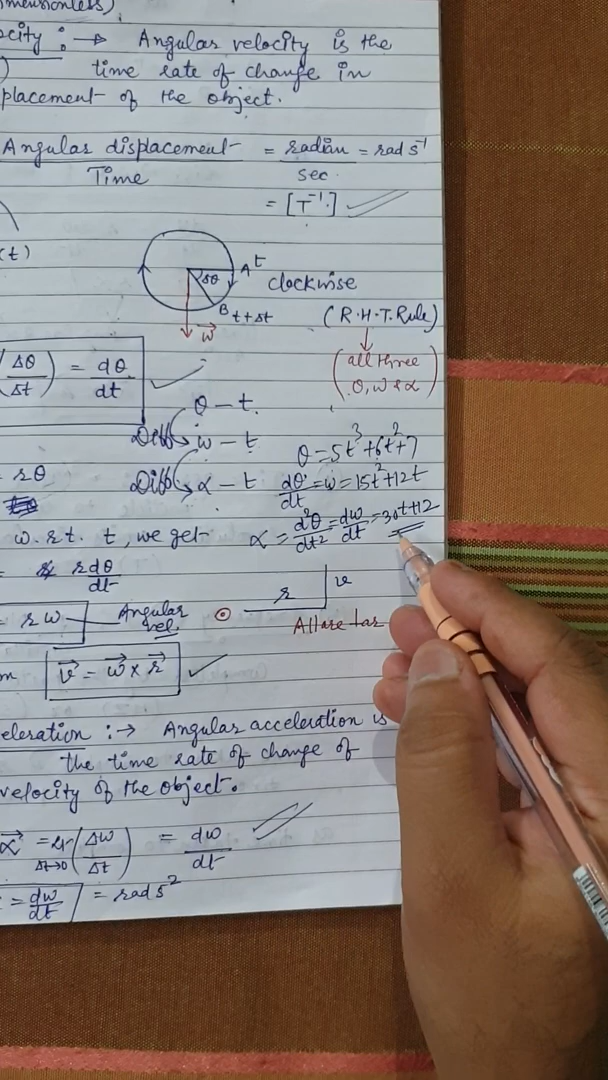 mensionless)
ocity :→ Angular velocity is the
) time rate of change in
placement of the object.
Angular displacement / Time = radian / sec. = rad s⁻¹
= [T⁻¹]
(t)
A t
δθ
clockwise
B t+Δt
ω⃗
(R.H.T. Rule)
(all three
θ, ω & α)
(Δθ/Δt) = dθ/dt
θ - t.
Diff ω - t
Diff α - t
θ = 5t³+6t²+7
dθ/dt = ω = 15t²+12t
α = d²θ/dt² = dω/dt = 30t+12
= rθ
w.r.t. t, we get
= r dθ/dt
r
v
= rω Angular
vel.
All are
v⃗ = ω⃗ x r⃗
eleration :→ Angular acceleration is
the time rate of change of
velocity of the object.
α⃗ = Lt Δt→0 (Δω/Δt) = dω/dt
= dω/dt = rad s²